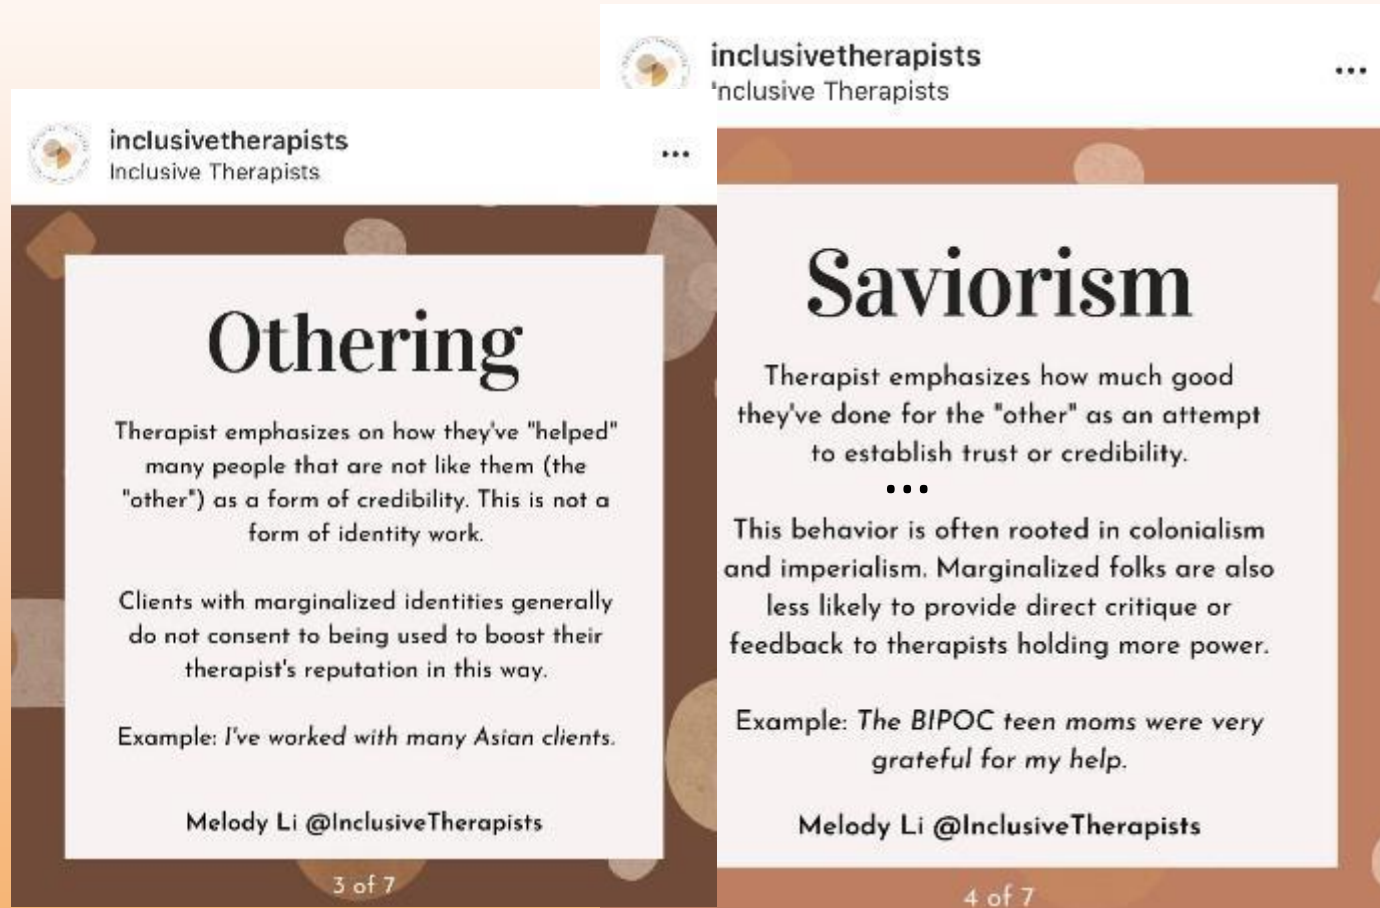 inclusivetherapists
Inclusive Therapists
Othering
Therapist emphasizes on how they've "helped"
many people that are not like them (the
"other") as a form of credibility. This is not a
form of identity work.
Clients with marginalized identities generally
do not consent to being used to boost their
therapist's reputation in this way.
Example: I've worked with many Asian clients.
Melody Li @InclusiveTherapists
3 of 7
inclusivetherapists
Inclusive Therapists
Saviorism
Therapist emphasizes how much good
they've done for the "other" as an attempt
to establish trust or credibility.
...
This behavior is often rooted in colonialism
and imperialism. Marginalized folks are also
less likely to provide direct critique or
feedback to therapists holding more power.
Example: The BIPOC teen moms were very
grateful for my help.
Melody Li @InclusiveTherapists
4 of 7